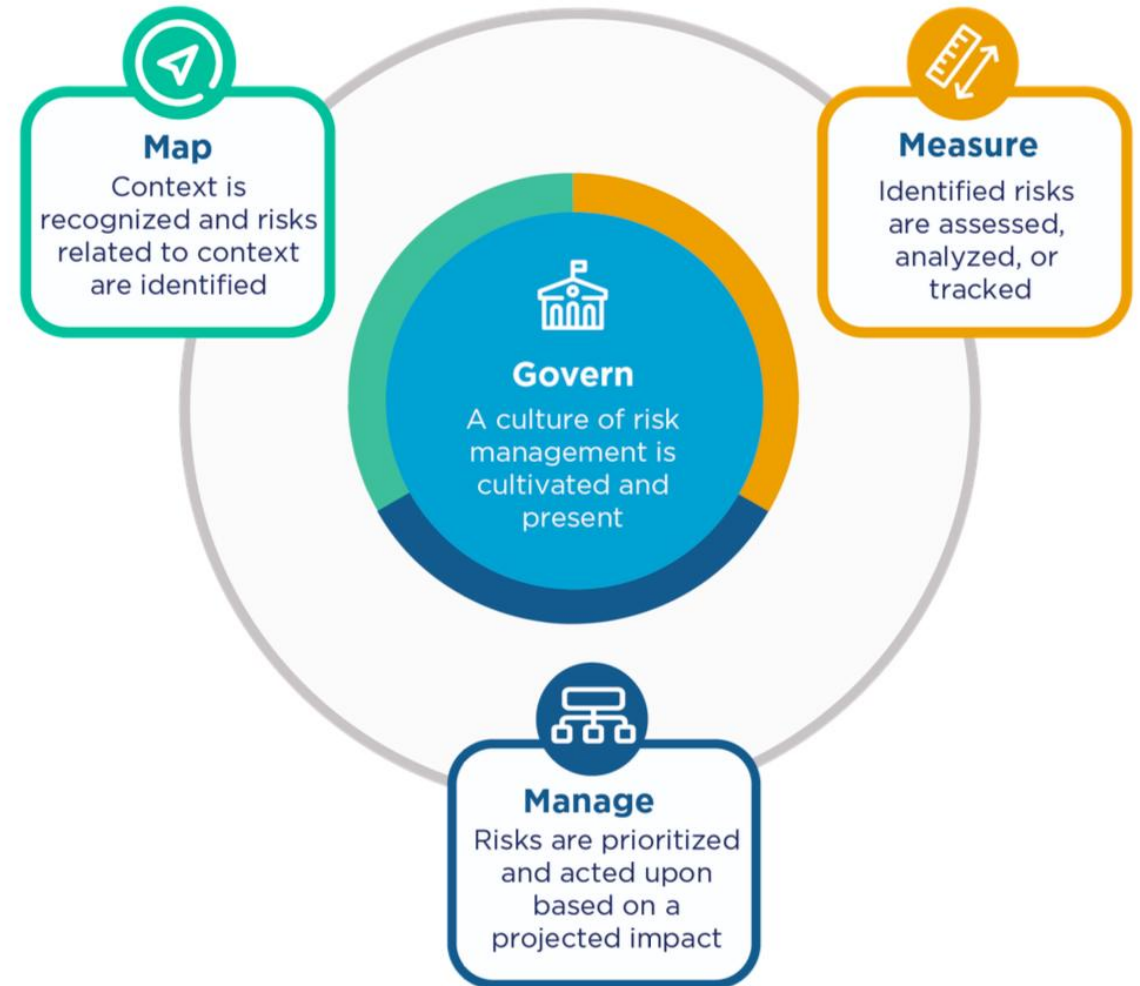 Map
Context is
recognized and risks
related to context
are identified
Measure
Identified risks
are assessed,
analyzed, or
tracked
Govern
A culture of risk
management is
cultivated and
present
Manage
Risks are prioritized
and acted upon
based on a
projected impact